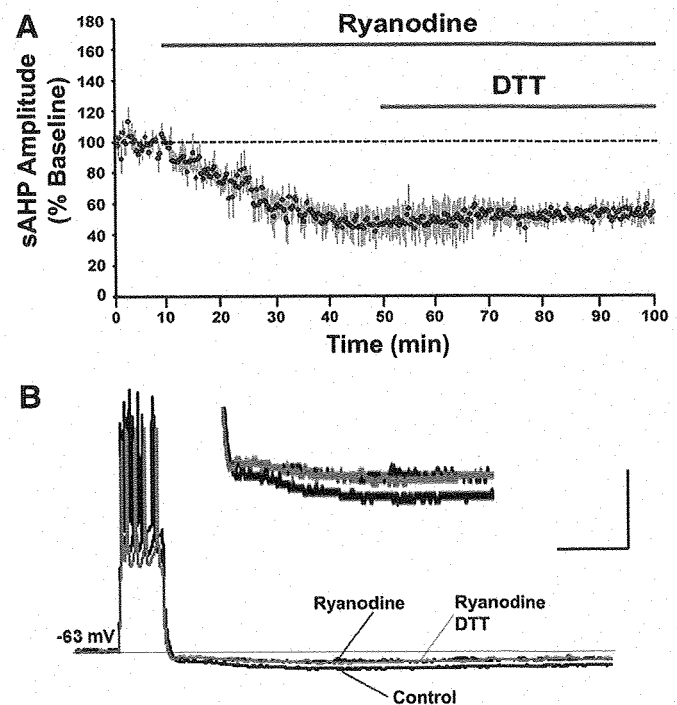 A
Ryanodine
DTT
sAHP Amplitude
(% Baseline)
180
160
140
120
100
80
60
40
20
0
0 10 20 30 40 50 60 70 80 90 100
Time (min)
B
-63 mV
Ryanodine
Ryanodine
DTT
Control